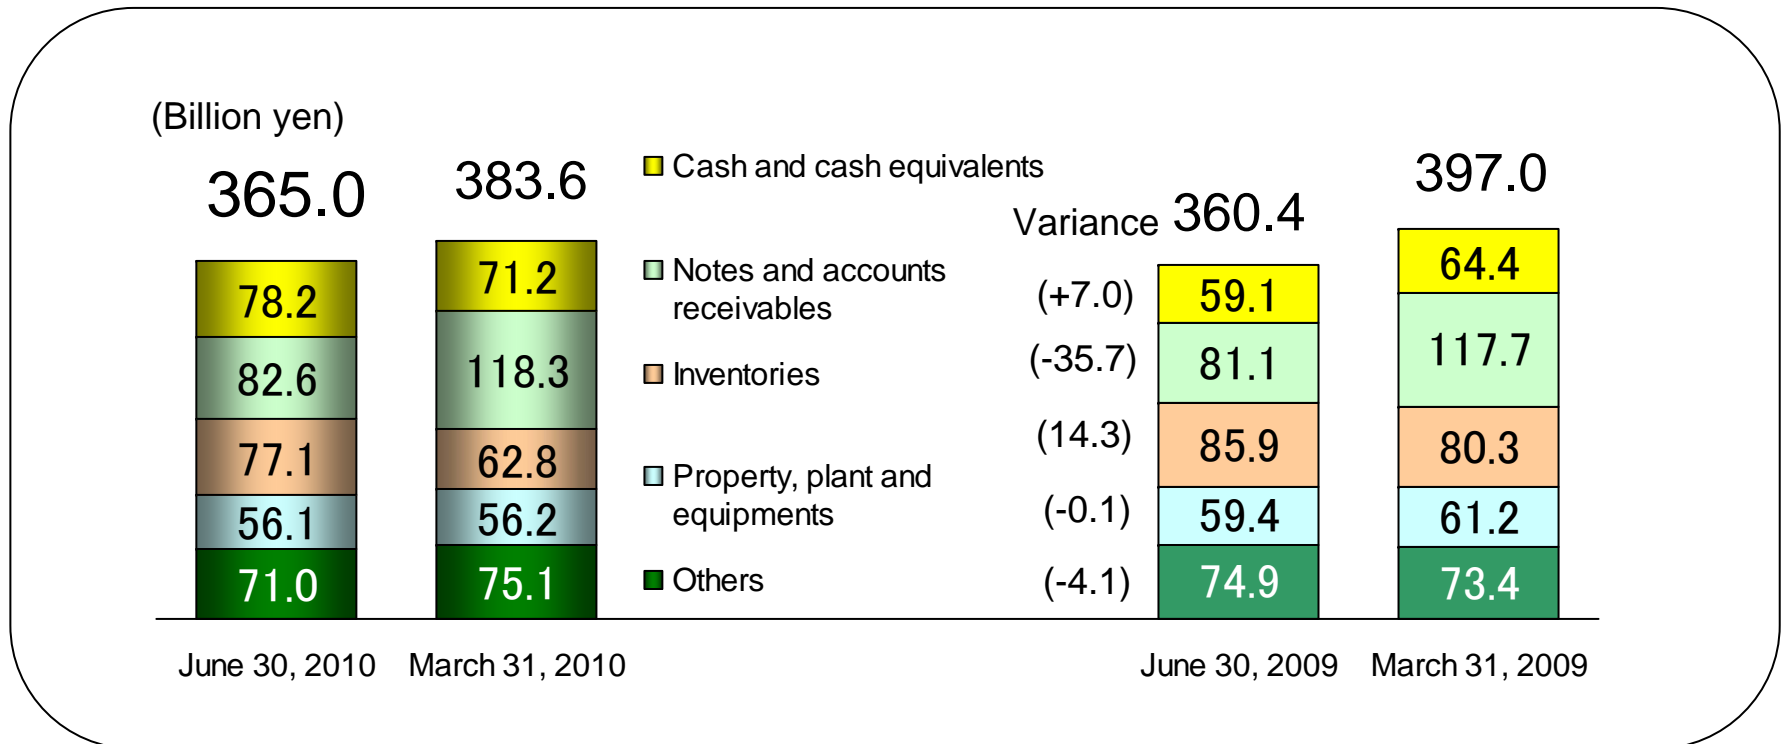 (Billion yen)
365.0
383.6
78.2
82.6
77.1
56.1
71.0
71.2
118.3
62.8
56.2
75.1
Cash and cash equivalents
Notes and accounts
receivables
Inventories
Property, plant and
equipments
Others
Variance
(+7.0)
(-35.7)
(14.3)
(-0.1)
(-4.1)
360.4
397.0
59.1
81.1
85.9
59.4
74.9
64.4
117.7
80.3
61.2
73.4
June 30, 2010
March 31, 2010
June 30, 2009
March 31, 2009